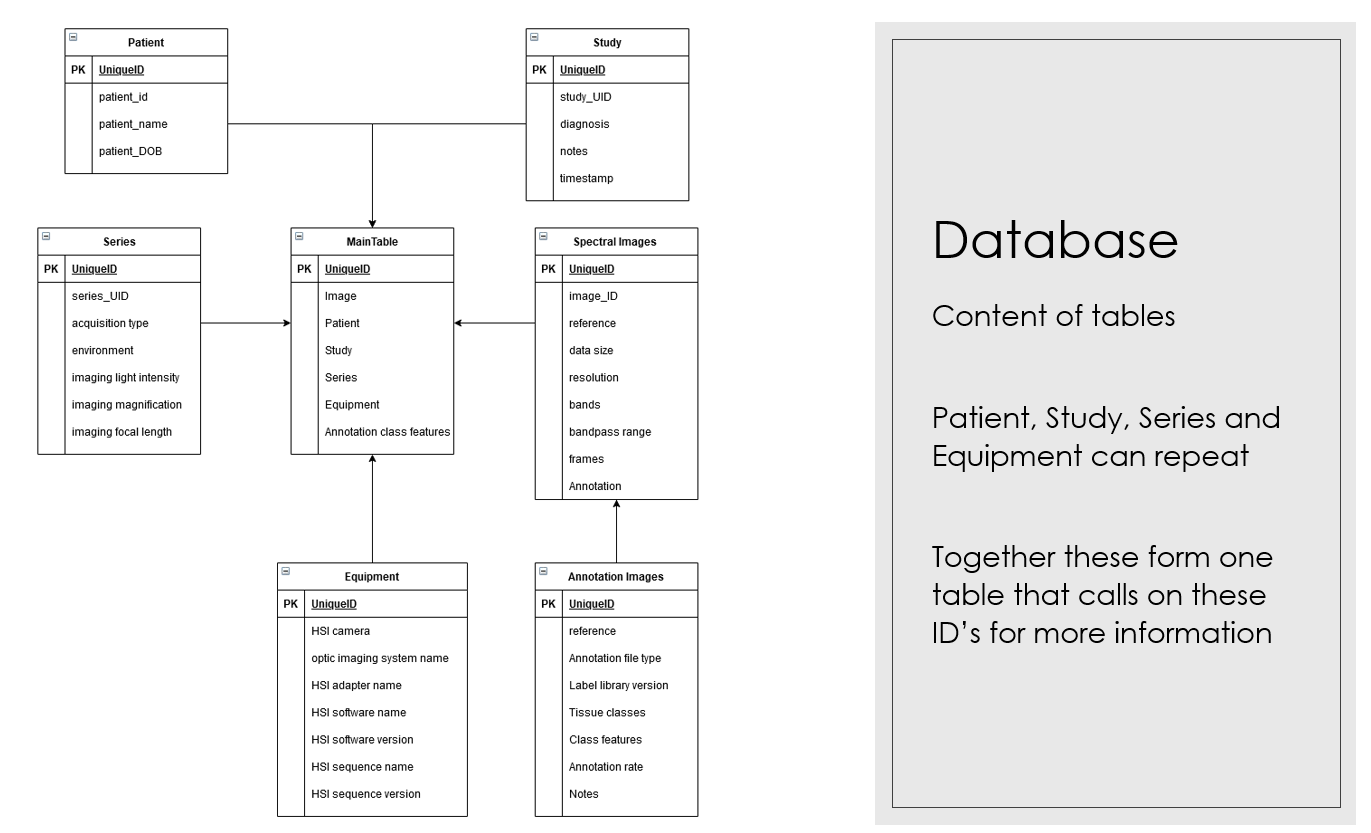 Patient
PK UniqueID
patient_id
patient_name
patient_DOB
Study
PK UniqueID
study_UID
diagnosis
notes
timestamp
Series
PK UniqueID
series_UID
acquisition type
environment
imaging light intensity
imaging magnification
imaging focal length
MainTable
PK UniqueID
Image
Patient
Study
Series
Equipment
Annotation class features
Spectral Images
PK UniqueID
image_ID
reference
data size
resolution
bands
bandpass range
frames
Annotation
Equipment
PK UniqueID
HSI camera
optic imaging system name
HSI adapter name
HSI software name
HSI software version
HSI sequence name
HSI sequence version
Annotation Images
PK UniqueID
reference
Annotation file type
Label library version
Tissue classes
Class features
Annotation rate
Notes
Database
Content of tables
Patient, Study, Series and
Equipment can repeat
Together these form one
table that calls on these
ID’s for more information